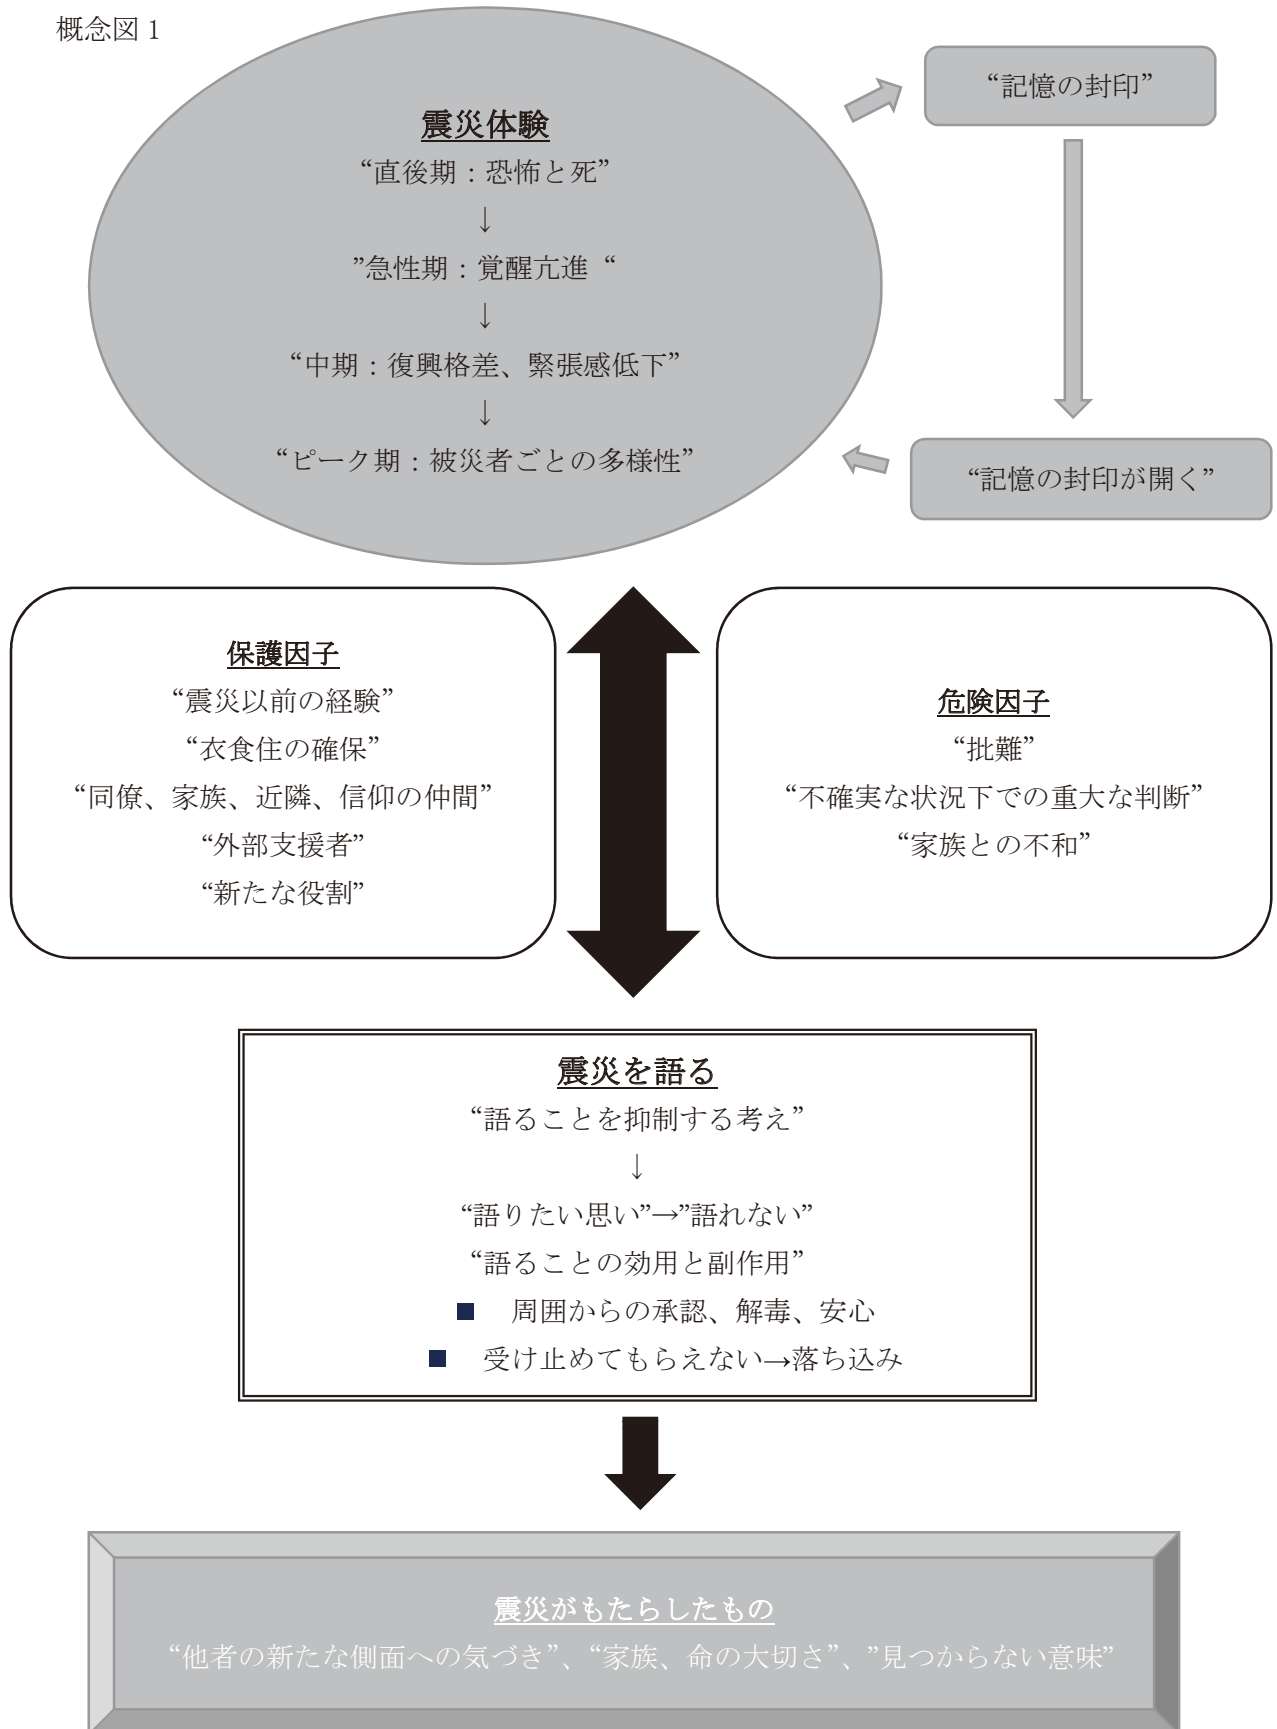 概念図 1
震災体験
“直後期：恐怖と死”
↓
”急性期：覚醒亢進 “
↓
“中期：復興格差、緊張感低下”
↓
“ピーク期：被災者ごとの多様性”
“記憶の封印”
“記憶の封印が開く”
保護因子
“震災以前の経験”
“衣食住の確保”
“同僚、家族、近隣、信仰の仲間”
“外部支援者”
“新たな役割”
危険因子
“批難”
“不確実な状況下での重大な判断”
“家族との不和”
震災を語る
“語ることを抑制する考え”
↓
“語りたい思い”→”語れない”
“語ることの効用と副作用”
■ 周囲からの承認、解毒、安心
■ 受け止めてもらえない→落ち込み
震災がもたらしたもの
“他者の新たな側面への気づき”、“家族、命の大切さ”、”見つからない意味”